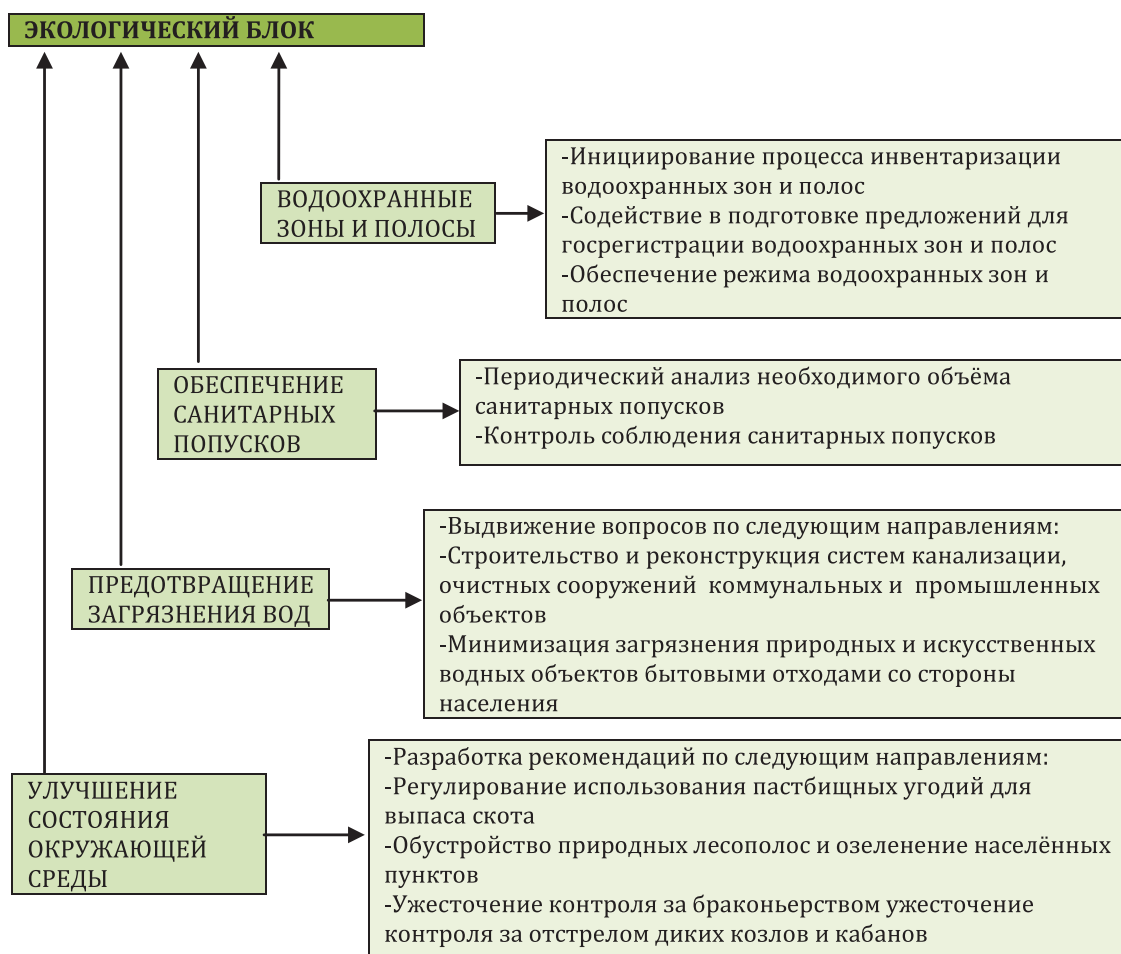 ЭКОЛОГИЧЕСКИЙ БЛОК
ВОДООХРАННЫЕ
ЗОНЫ И ПОЛОСЫ
-Инициирование процесса инвентаризации
водоохранных зон и полос
-Содействие в подготовке предложений для
госрегистрации водоохранных зон и полос
-Обеспечение режима водоохранных зон и
полос
ОБЕСПЕЧЕНИЕ
САНИТАРНЫХ
ПОПУСКОВ
-Периодический анализ необходимого объёма
санитарных попусков
-Контроль соблюдения санитарных попусков
ПРЕДОТВРАЩЕНИЕ
ЗАГРЯЗНЕНИЯ ВОД
-Выдвижение вопросов по следующим направлениям:
-Строительство и реконструкция систем канализации,
очистных сооружений коммунальных и промышленных
объектов
-Минимизация загрязнения природных и искусственных
водных объектов бытовыми отходами со стороны
населения
УЛУЧШЕНИЕ
СОСТОЯНИЯ
ОКРУЖАЮЩЕЙ
СРЕДЫ
-Разработка рекомендаций по следующим направлениям:
-Регулирование использования пастбищных угодий для
выпаса скота
-Обустройство природных лесополос и озеленение населённых
пунктов
-Ужесточение контроля за браконьерством ужесточение
контроля за отстрелом диких козлов и кабанов